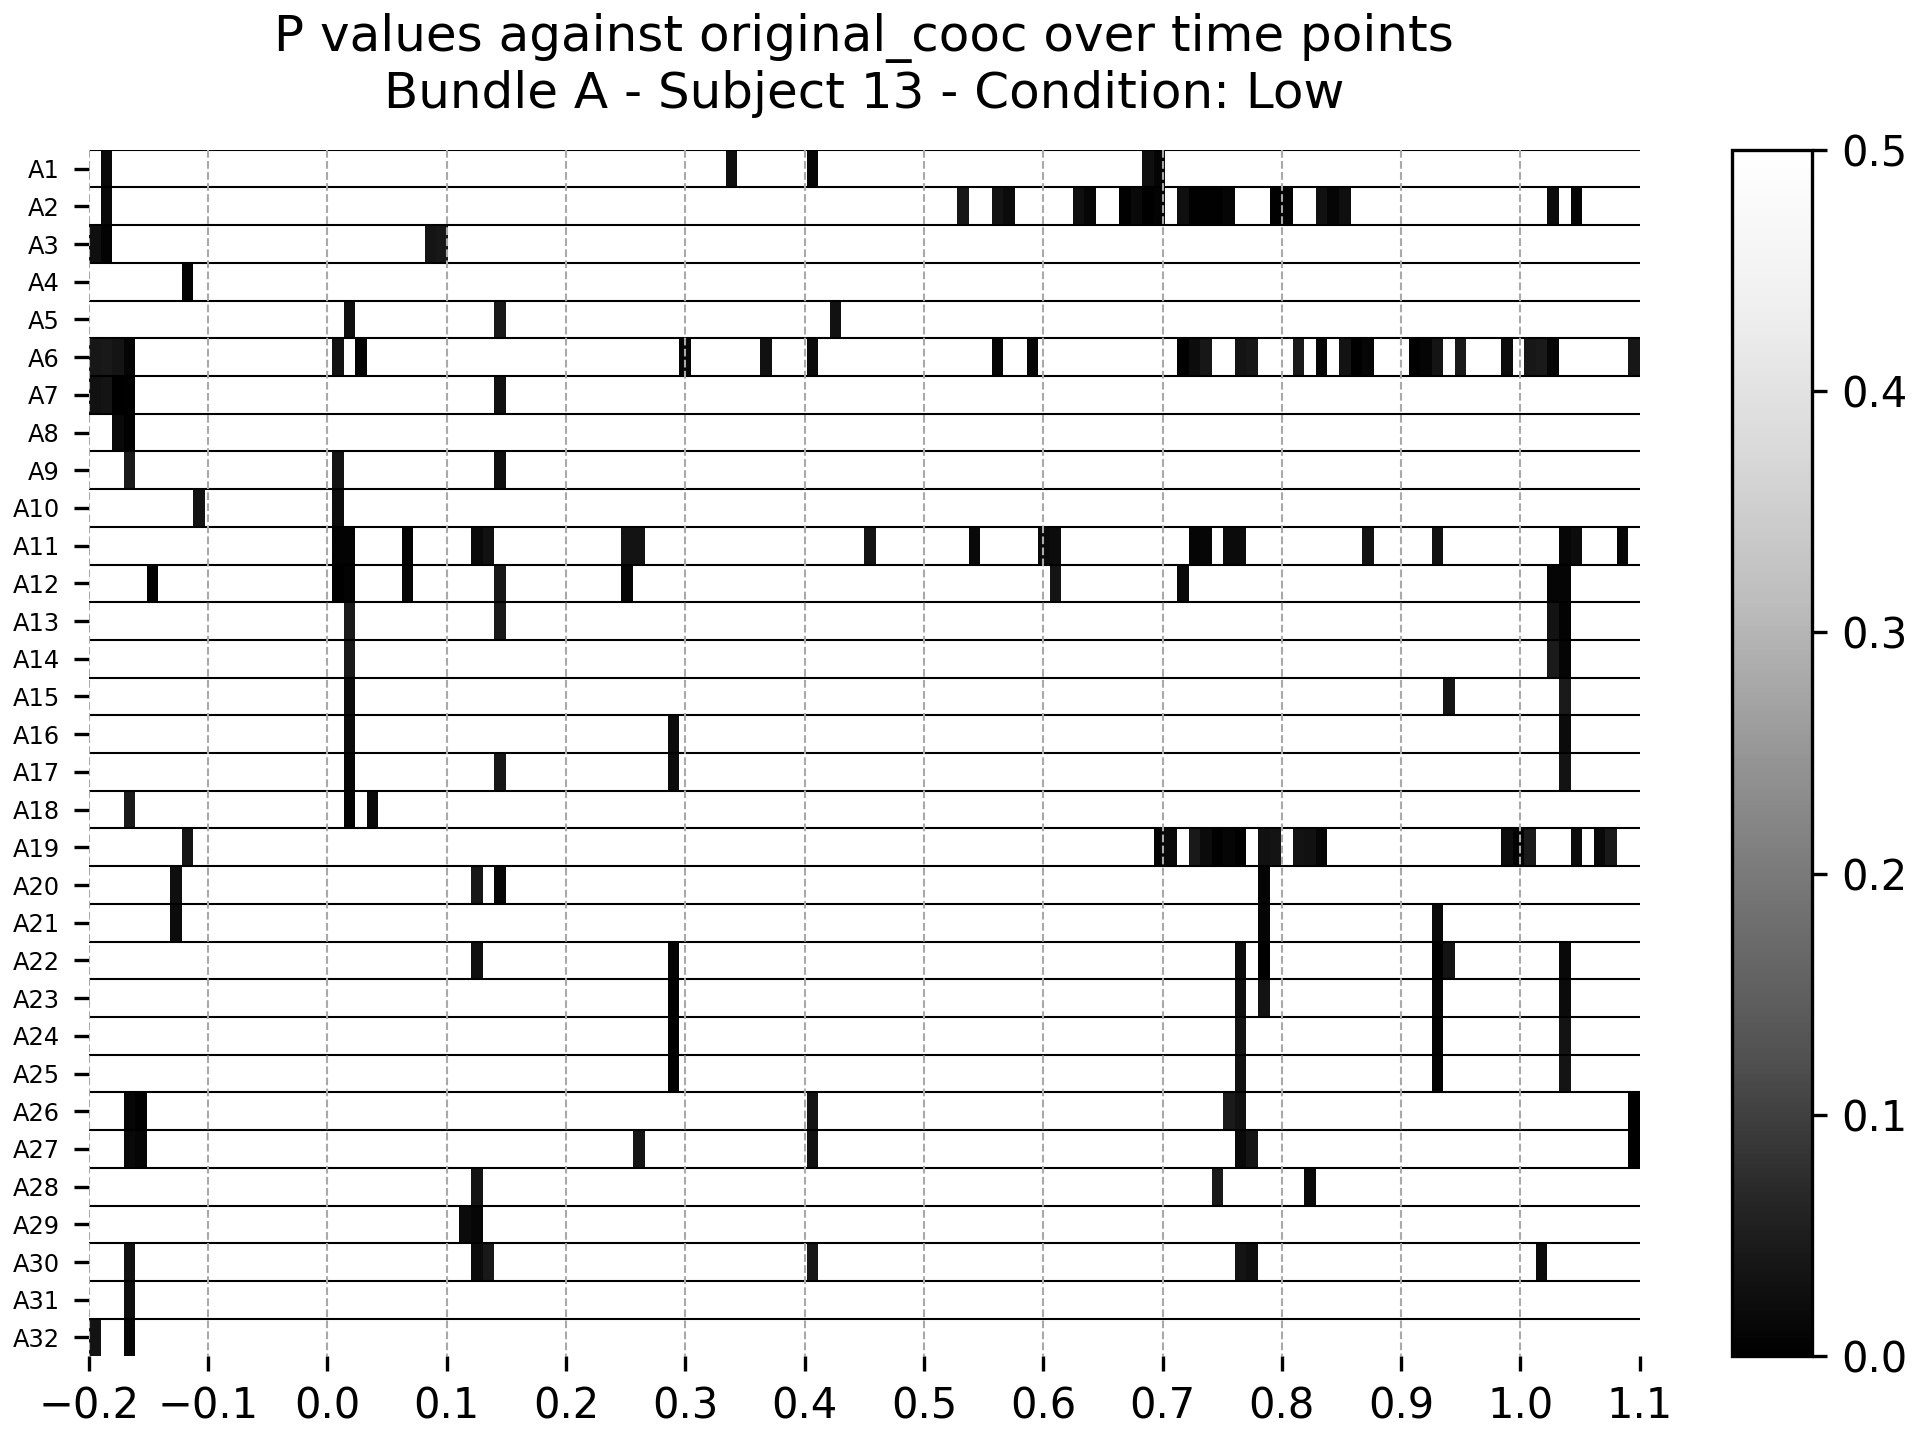 P values against original_cooc over time points
Bundle A - Subject 13 - Condition: Low
A1
A2
A3
A4
A5
A6
A7
A8
A9
A10
A11
A12
A13
A14
A15
A16
A17
A18
A19
A20
A21
A22
A23
A24
A25
A26
A27
A28
A29
A30
A31
A32
−0.2 −0.1 0.0 0.1 0.2 0.3 0.4 0.5 0.6 0.7 0.8 0.9 1.0 1.1
0.5
0.4
0.3
0.2
0.1
0.0